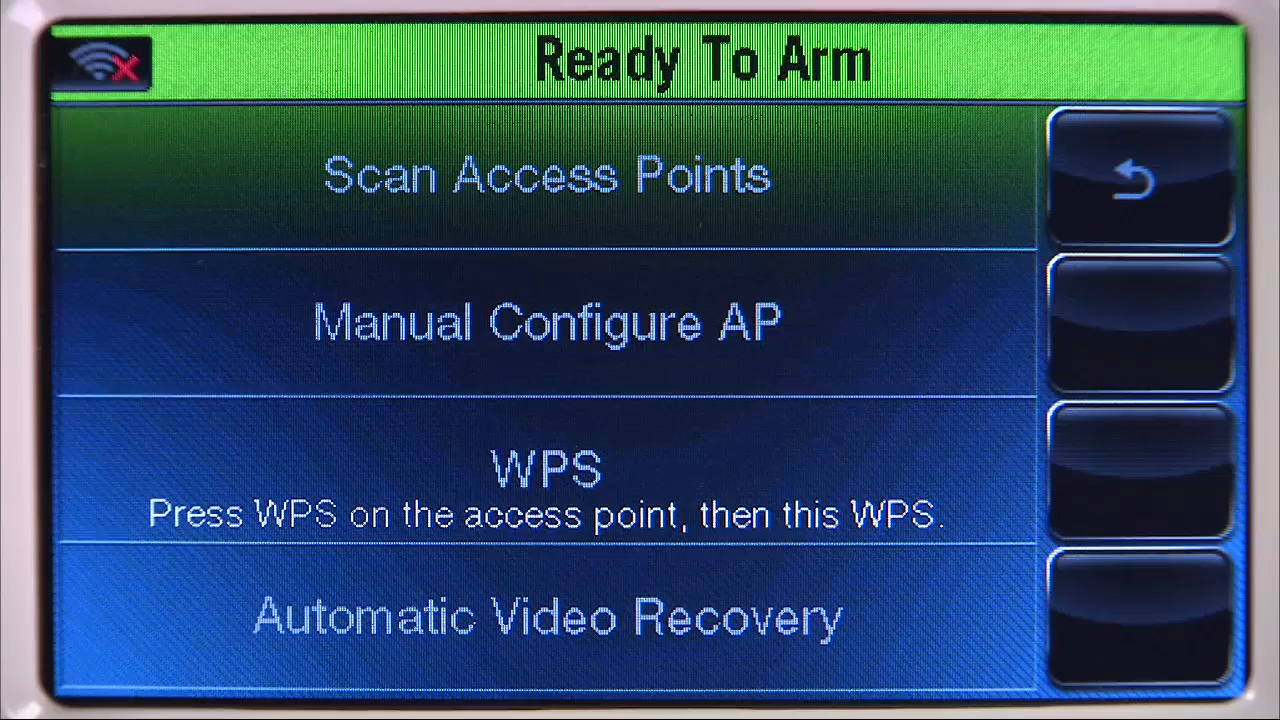 Ready To Arm
Scan Access Points
Manual Configure AP
WPS
Press WPS on the access point, then this WPS.
Automatic Video Recovery